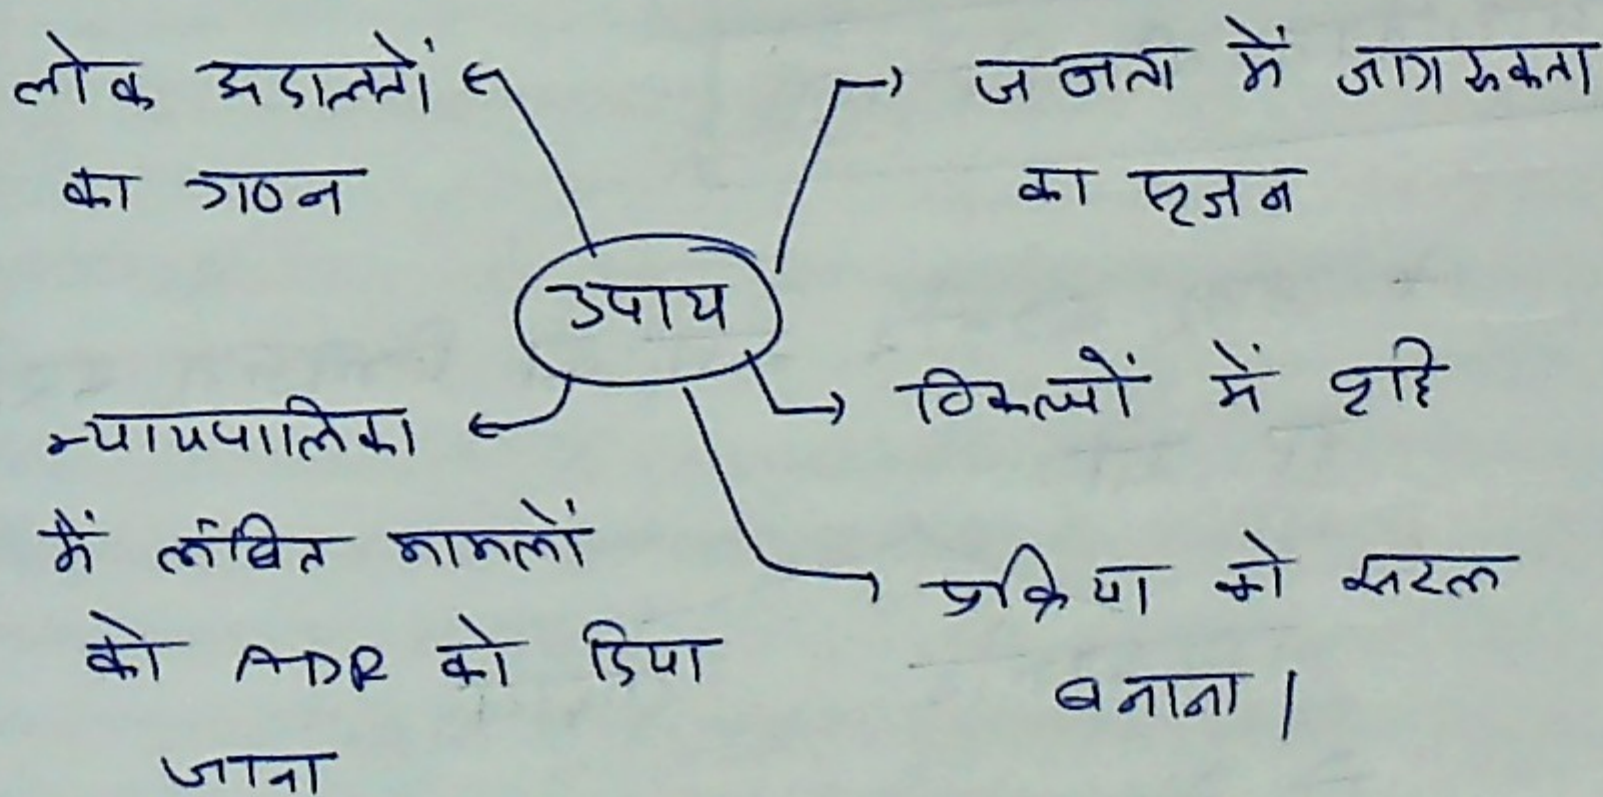 लोक अदालतों
का गठन
जनता में जागरूकता
का सृजन
उपाय
न्यायपालिका
में लंबित मामलों
को ADR को दिया
जाना
विकल्पों में वृद्धि
प्रक्रिया को सरल
बनाना।